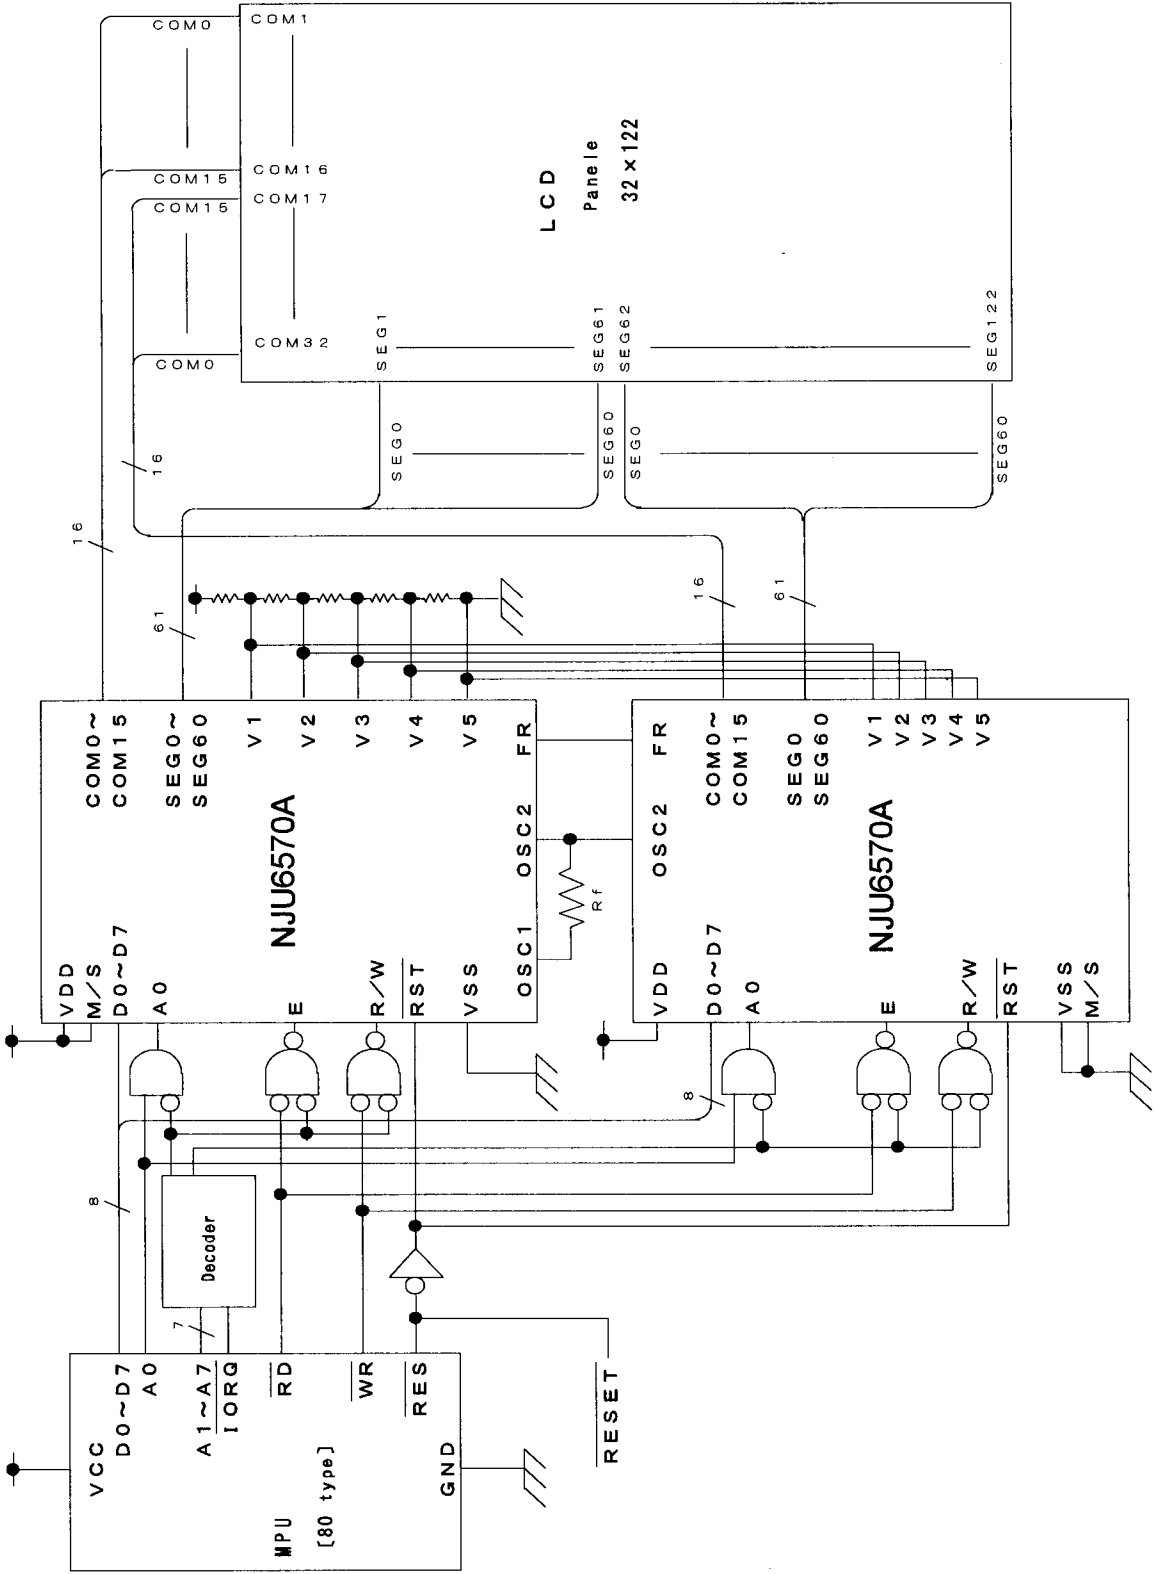 VCC
D0~D7
A0
A1~A7
IORQ
RD
WR
RES
GND
MPU
[80 type]
RESET
Decoder
7
8
8
VDD
M/S
D0~D7
A0
E
R/W
RST
VSS
NJU6570A
COM0~
COM15
SEG0~
SEG60
V1
V2
V3
V4
V5
FR
OSC2
OSC1
Rf
VDD
D0~D7
A0
E
R/W
RST
VSS
M/S
NJU6570A
OSC2
FR
COM0~
COM15
SEG0
SEG60
V1
V2
V3
V4
V5
16
16
61
16
61
COM0
COM15
COM15
COM0
SEG0
SEG60
SEG0
SEG60
COM1
COM16
COM17
COM32
SEG1
SEG61
SEG62
SEG122
LCD
Panele
32×122